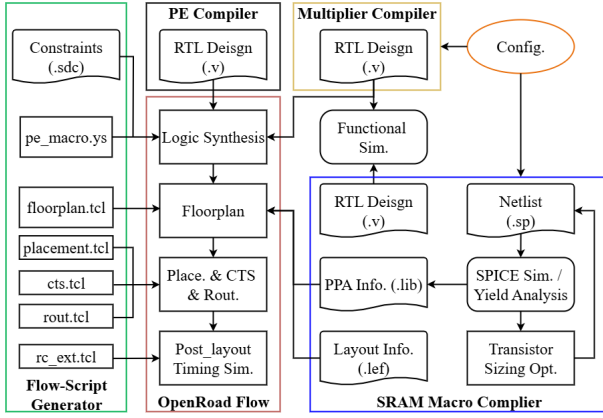 PE Compiler
Multiplier Compiler
Constraints
(.sdc)
RTL Deisgn
(.v)
RTL Deisgn
(.v)
Config.
pe_macro.ys
Logic Synthesis
Functional
Sim.
floorplan.tcl
Floorplan
RTL Deisgn
(.v)
Netlist
(.sp)
placement.tcl
cts.tcl
rout.tcl
Place. & CTS
& Rout.
PPA Info. (.lib)
SPICE Sim. /
Yield Analysis
rc_ext.tcl
Post_layout
Timing Sim.
Layout Info.
(.lef)
Transistor
Sizing Opt.
Flow-Script
Generator
OpenRoad Flow
SRAM Macro Complier